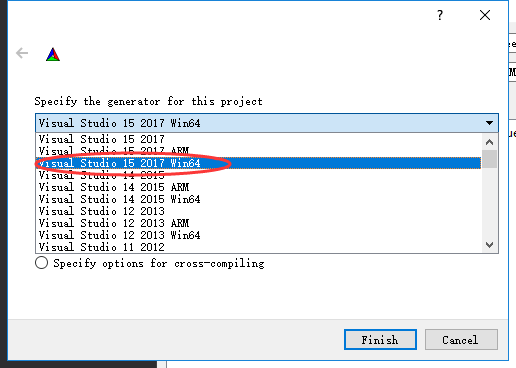 ?
Specify the generator for this project
Visual Studio 15 2017 Win64
Visual Studio 15 2017
Visual Studio 15 2017 ARM
Visual Studio 15 2017 Win64
Visual Studio 14 2015
Visual Studio 14 2015 ARM
Visual Studio 14 2015 Win64
Visual Studio 12 2013
Visual Studio 12 2013 ARM
Visual Studio 12 2013 Win64
Visual Studio 11 2012
Specify options for cross-compiling
Finish
Cancel